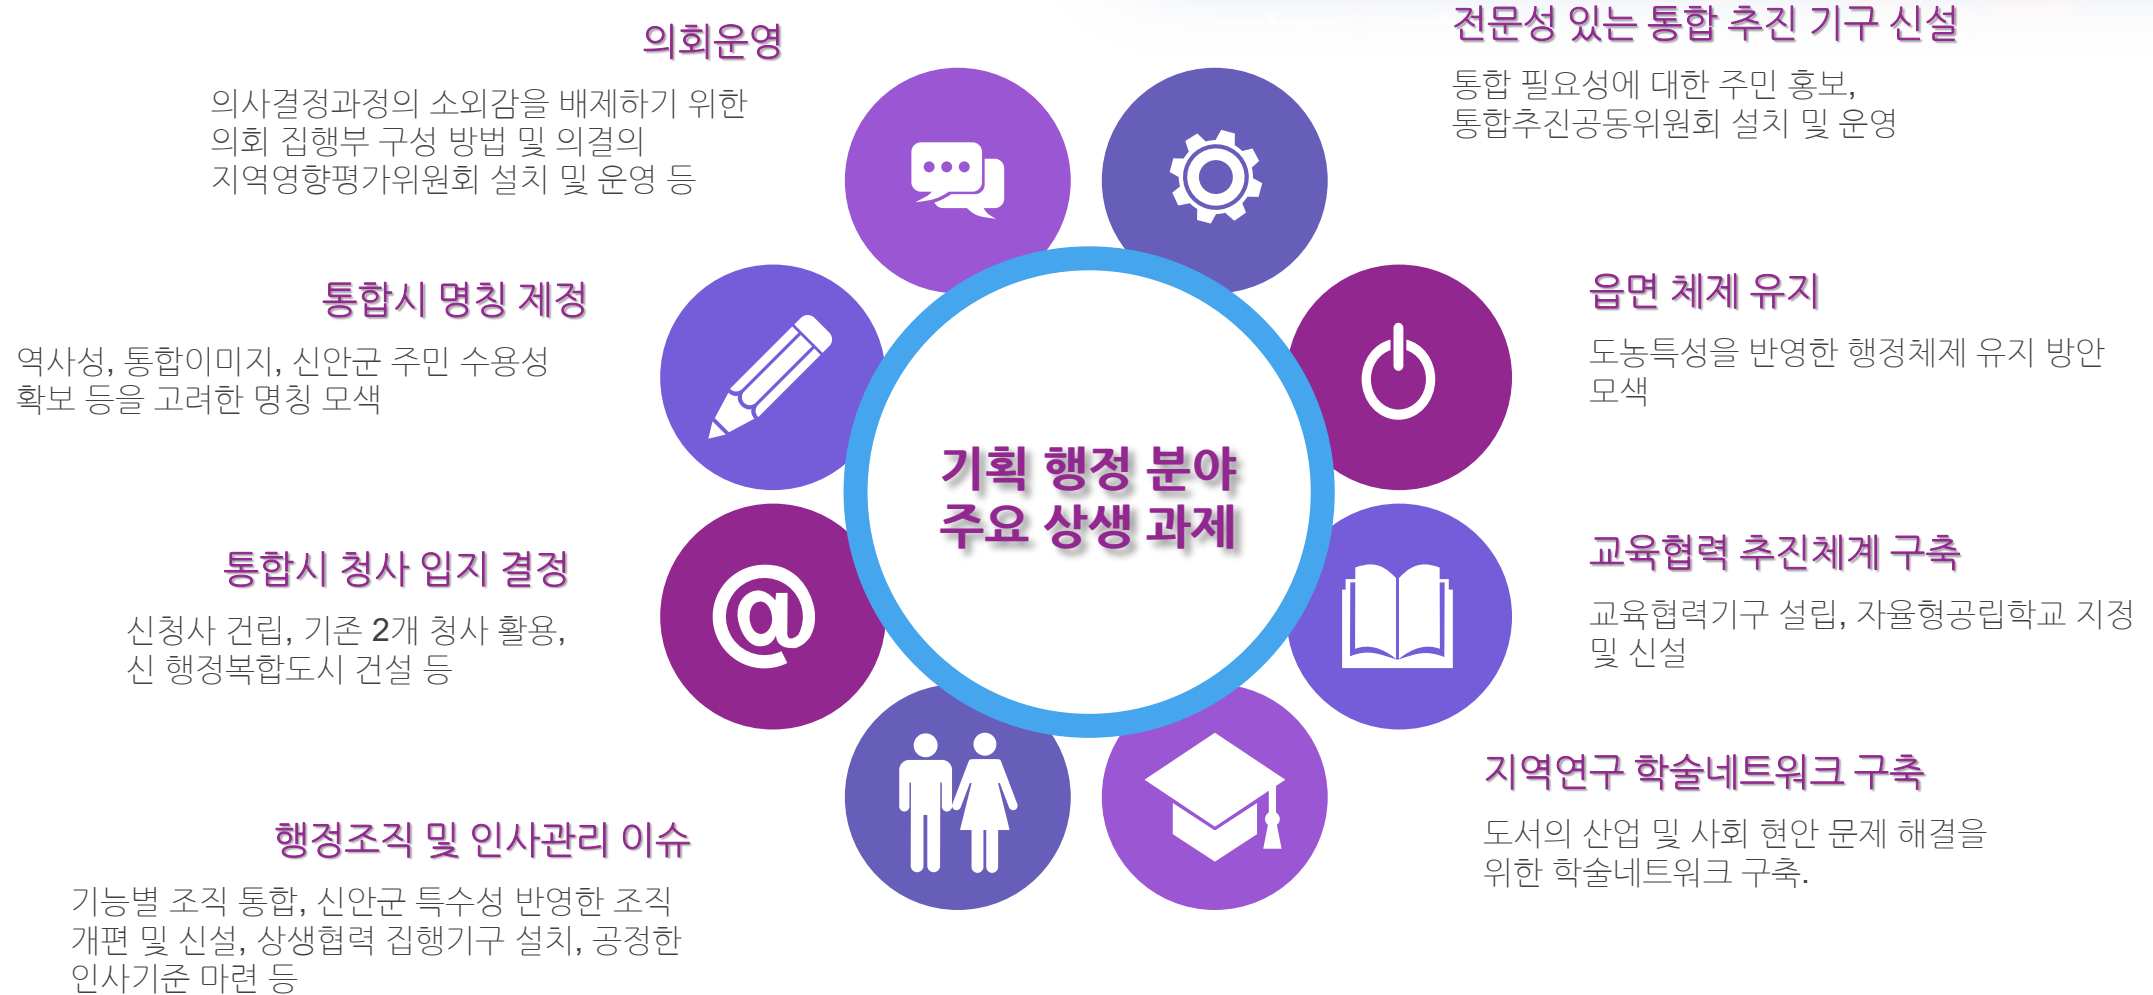 의회운영
의사결정과정의 소외감을 배제하기 위한
의회 집행부 구성 방법 및 의결의
지역영향평가위원회 설치 및 운영 등
전문성 있는 통합 추진 기구 신설
통합 필요성에 대한 주민 홍보,
통합추진공동위원회 설치 및 운영
통합시 명칭 제정
역사성, 통합이미지, 신안군 주민 수용성
확보 등을 고려한 명칭 모색
읍면 체제 유지
도농특성을 반영한 행정체제 유지 방안
모색
기획 행정 분야
주요 상생 과제
통합시 청사 입지 결정
신청사 건립, 기존 2개 청사 활용,
신 행정복합도시 건설 등
@
교육협력 추진체계 구축
교육협력기구 설립, 자율형공립학교 지정
및 신설
행정조직 및 인사관리 이슈
기능별 조직 통합, 신안군 특수성 반영한 조직
개편 및 신설, 상생협력 집행기구 설치, 공정한
인사기준 마련 등
지역연구 학술네트워크 구축
도서의 산업 및 사회 현안 문제 해결을
위한 학술네트워크 구축.